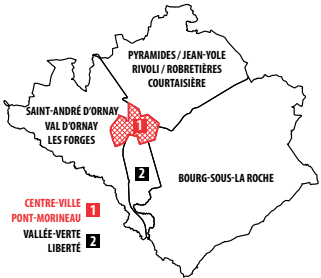 PYRAMIDES / JEAN-YOLE
RIVOLI / ROBRETIÈRES
COURTAISIÈRE
SAINT-ANDRÉ D'ORNAY
VAL D'ORNAY
LES FORGES
1
2
BOURG-SOUS-LA ROCHE
CENTRE-VILLE
PONT-MORINEAU 1
VALLÉE-VERTE
LIBERTÉ 2